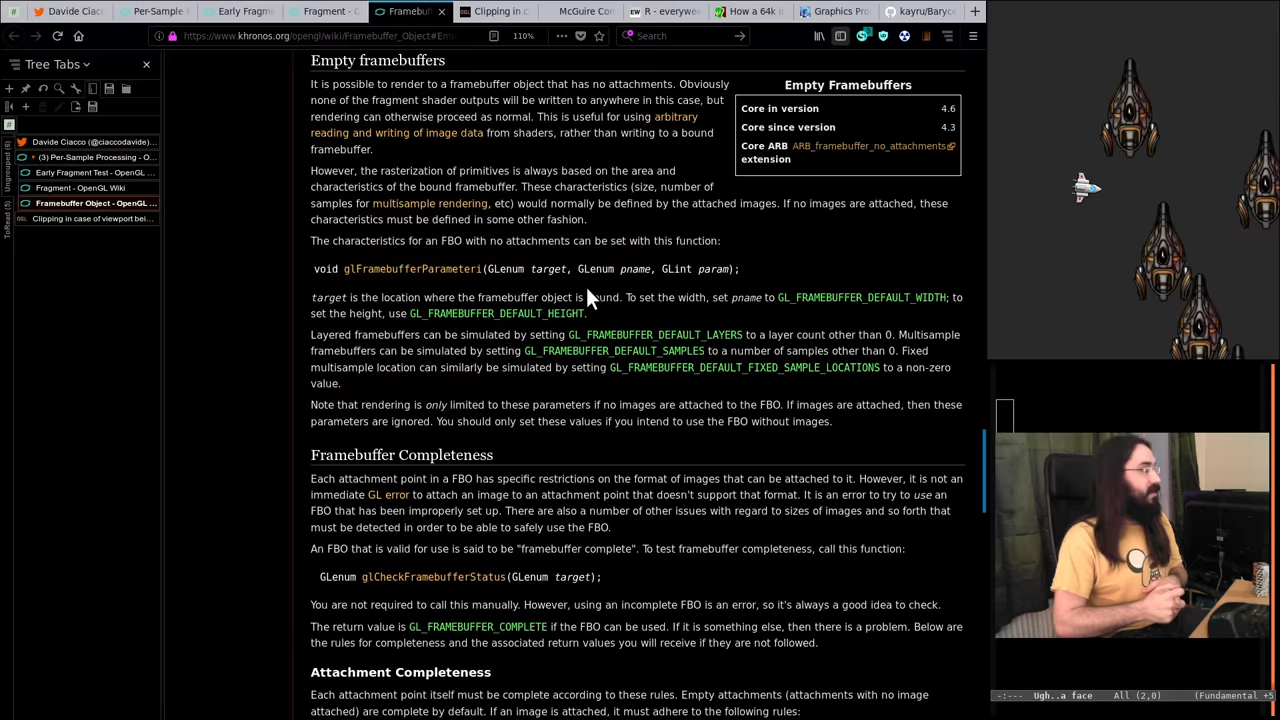 Davide Ciacc
Per-Sample P
Early Fragme
Fragment - O
Framebuff
Clipping in c
McGuire Con
R - everywee
How a 64k i
Graphics Pro
kayru/Baryce
https://www.khronos.org/opengl/wiki/Framebuffer_Object#Em
110%
Search
Tree Tabs
Ungrouped (6)
ToRead (5)
Davide Ciacco (@ciaccodavide)...
(3) Per-Sample Processing - O...
Early Fragment Test - OpenGL ...
Fragment - OpenGL Wiki
Framebuffer Object - OpenGL ...
Clipping in case of viewport bei...
Empty framebuffers
It is possible to render to a framebuffer object that has no attachments. Obviously
none of the fragment shader outputs will be written to anywhere in this case, but
rendering can otherwise proceed as normal. This is useful for using arbitrary
reading and writing of image data from shaders, rather than writing to a bound
framebuffer.
Empty Framebuffers
Core in version 4.6
Core since version 4.3
Core ARB ARB_framebuffer_no_attachments
extension
However, the rasterization of primitives is always based on the area and
characteristics of the bound framebuffer. These characteristics (size, number of
samples for multisample rendering, etc) would normally be defined by the attached images. If no images are attached, these
characteristics must be defined in some other fashion.
The characteristics for an FBO with no attachments can be set with this function:
void glFramebufferParameteri(GLenum target, GLenum pname, GLint param);
target is the location where the framebuffer object is bound. To set the width, set pname to GL_FRAMEBUFFER_DEFAULT_WIDTH; to
set the height, use GL_FRAMEBUFFER_DEFAULT_HEIGHT.
Layered framebuffers can be simulated by setting GL_FRAMEBUFFER_DEFAULT_LAYERS to a layer count other than 0. Multisample
framebuffers can be simulated by setting GL_FRAMEBUFFER_DEFAULT_SAMPLES to a number of samples other than 0. Fixed
multisample location can similarly be simulated by setting GL_FRAMEBUFFER_DEFAULT_FIXED_SAMPLE_LOCATIONS to a non-zero
value.
Note that rendering is only limited to these parameters if no images are attached to the FBO. If images are attached, then these
parameters are ignored. You should only set these values if you intend to use the FBO without images.
Framebuffer Completeness
Each attachment point in a FBO has specific restrictions on the format of images that can be attached to it. However, it is not an
immediate GL error to attach an image to an attachment point that doesn't support that format. It is an error to try to use an
FBO that has been improperly set up. There are also a number of other issues with regard to sizes of images and so forth that
must be detected in order to be able to safely use the FBO.
An FBO that is valid for use is said to be "framebuffer complete". To test framebuffer completeness, call this function:
GLenum glCheckFramebufferStatus(GLenum target);
You are not required to call this manually. However, using an incomplete FBO is an error, so it's always a good idea to check.
The return value is GL_FRAMEBUFFER_COMPLETE if the FBO can be used. If it is something else, then there is a problem. Below are
the rules for completeness and the associated return values you will receive if they are not followed.
Attachment Completeness
Each attachment point itself must be complete according to these rules. Empty attachments (attachments with no image
attached) are complete by default. If an image is attached, it must adhere to the following rules:
-:--- Ugh..a face All (2,0) (Fundamental +5